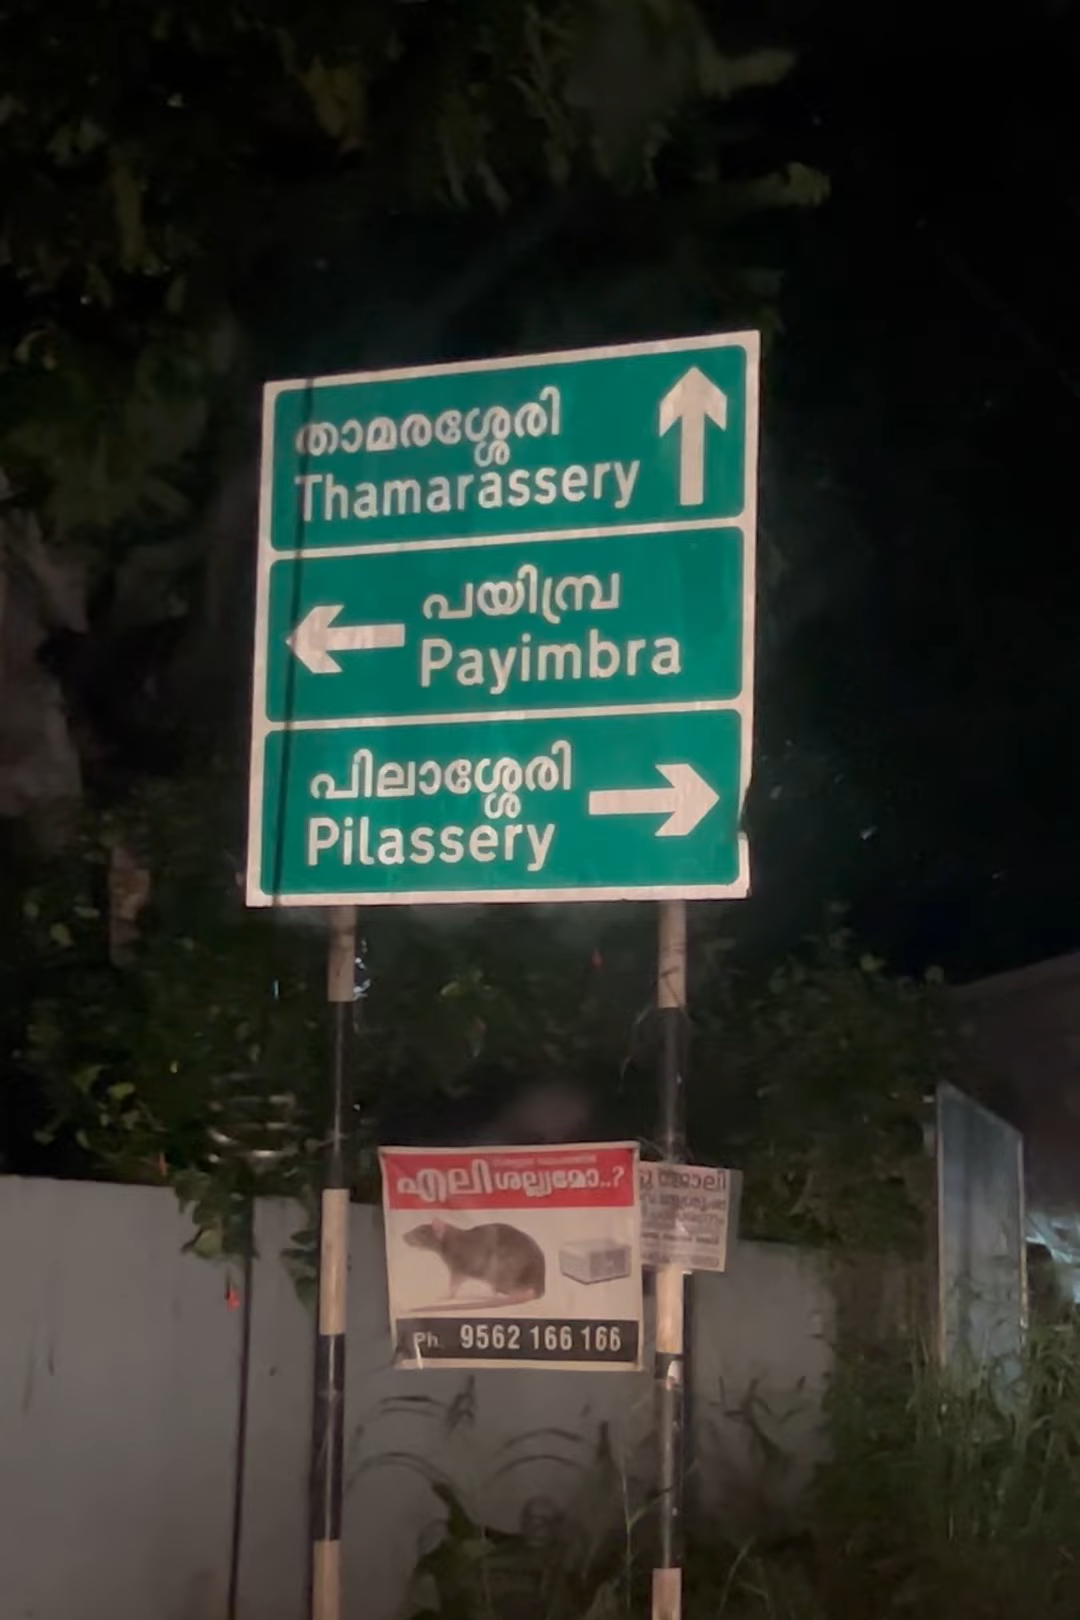 താമരശ്ശേരി
Thamarassery
പയിമ്പ്ര
Payimbra
പിലാശ്ശേരി
Pilassery
എലിശല്ല്യമോ..?
Ph. 9562 166 166